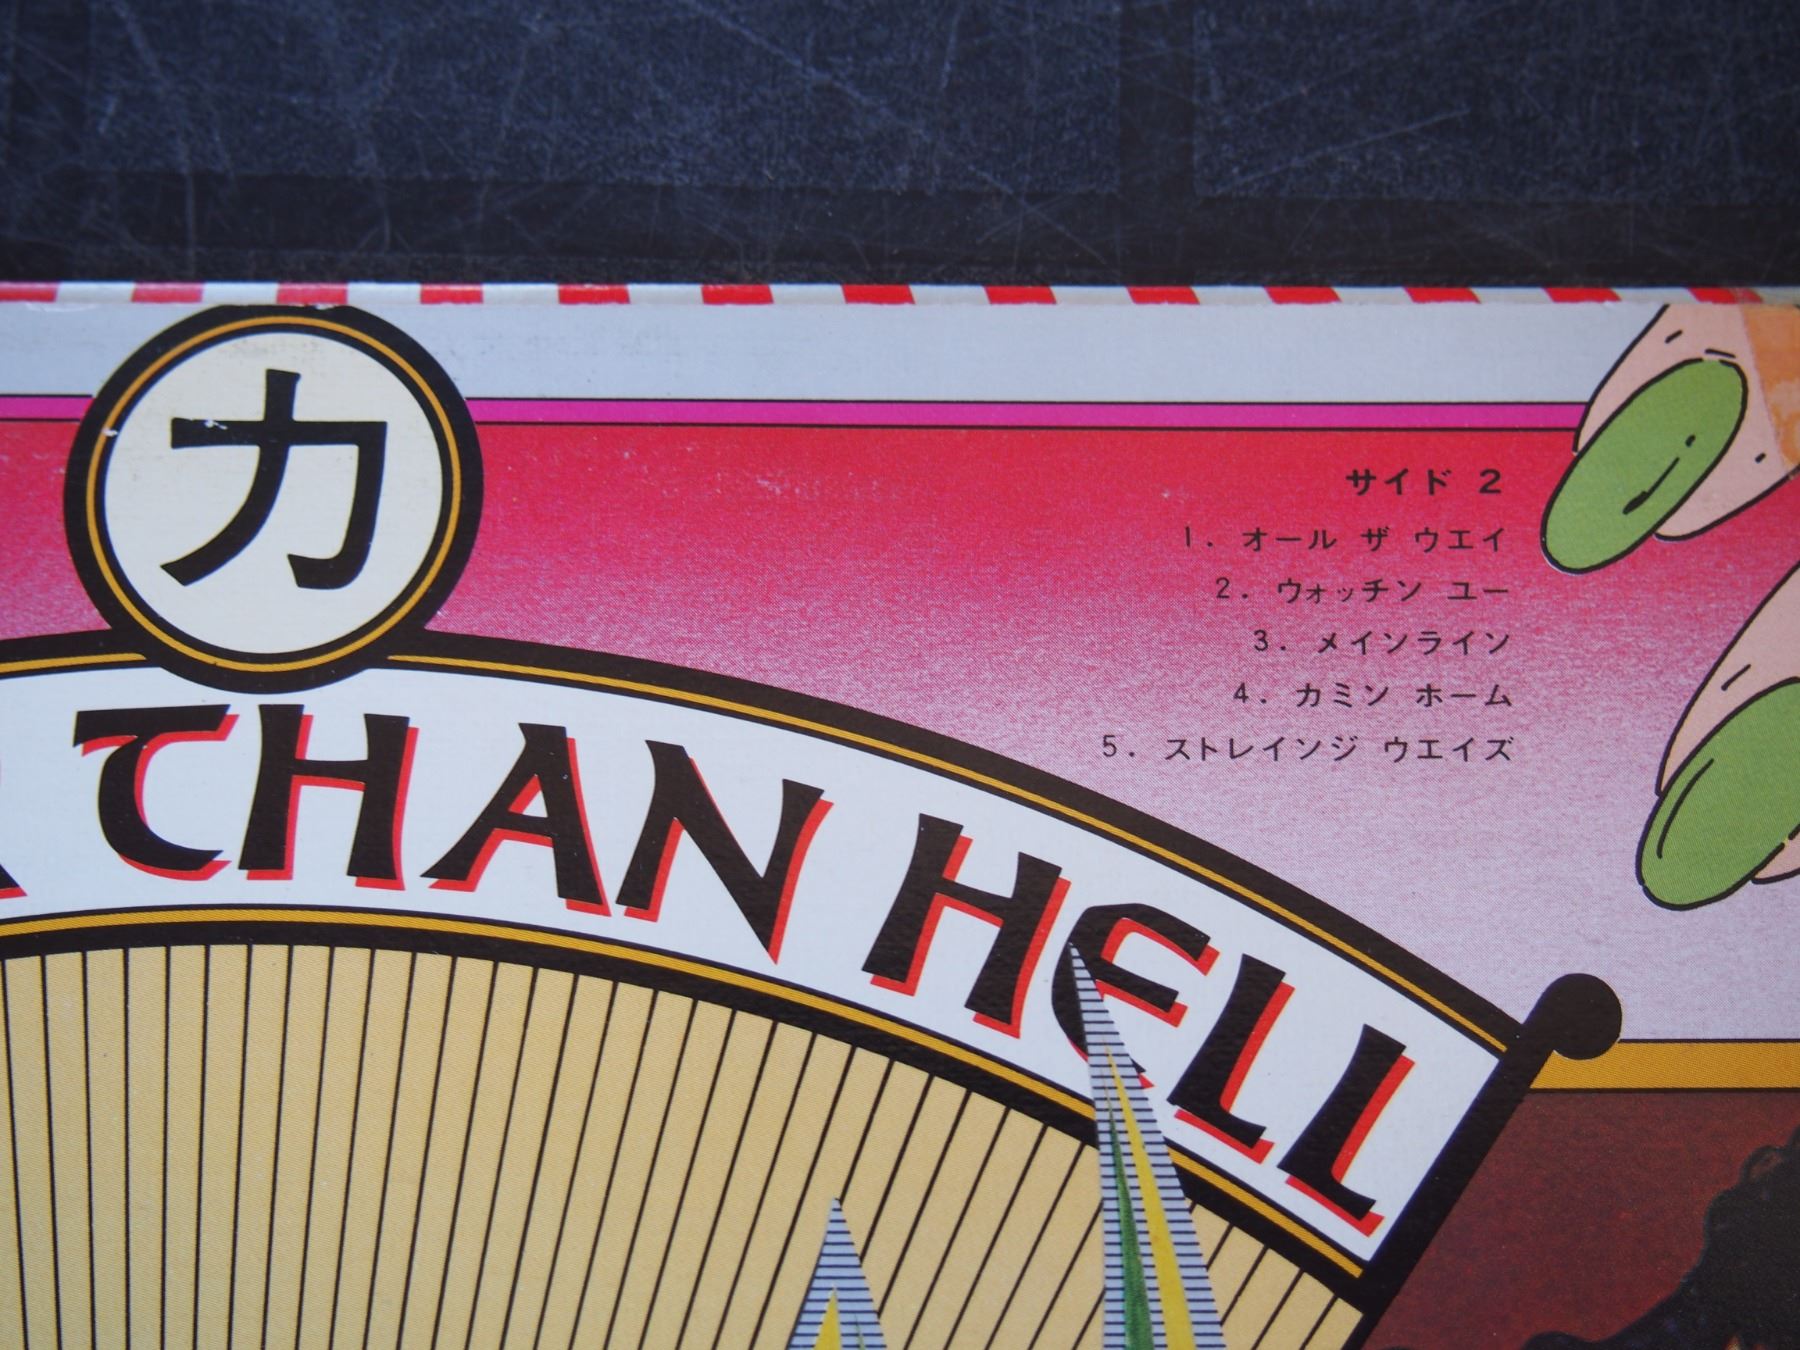 力
THAN HELL
サイド 2
1. オール ザ ウエイ
2. ウォッチン ユー
3. メインライン
4. カミン ホーム
5. ストレインジ ウエイズ